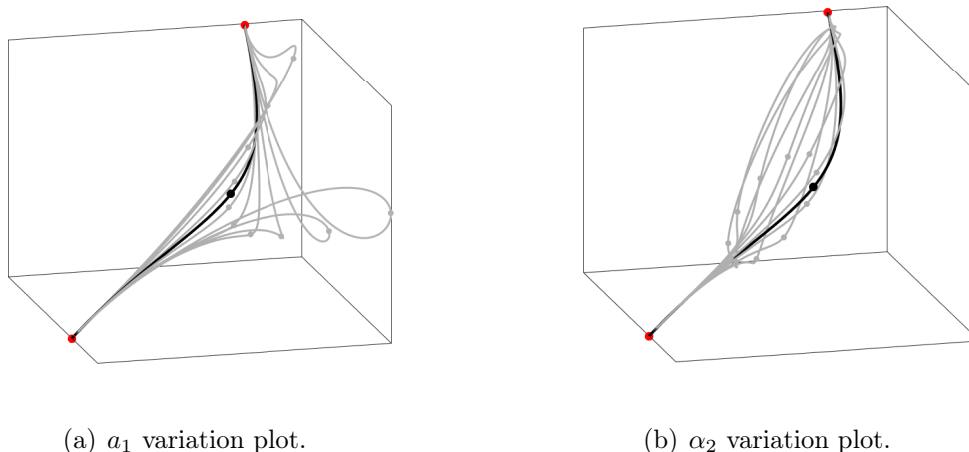 (a) a₁ variation plot.
(b) α₂ variation plot.